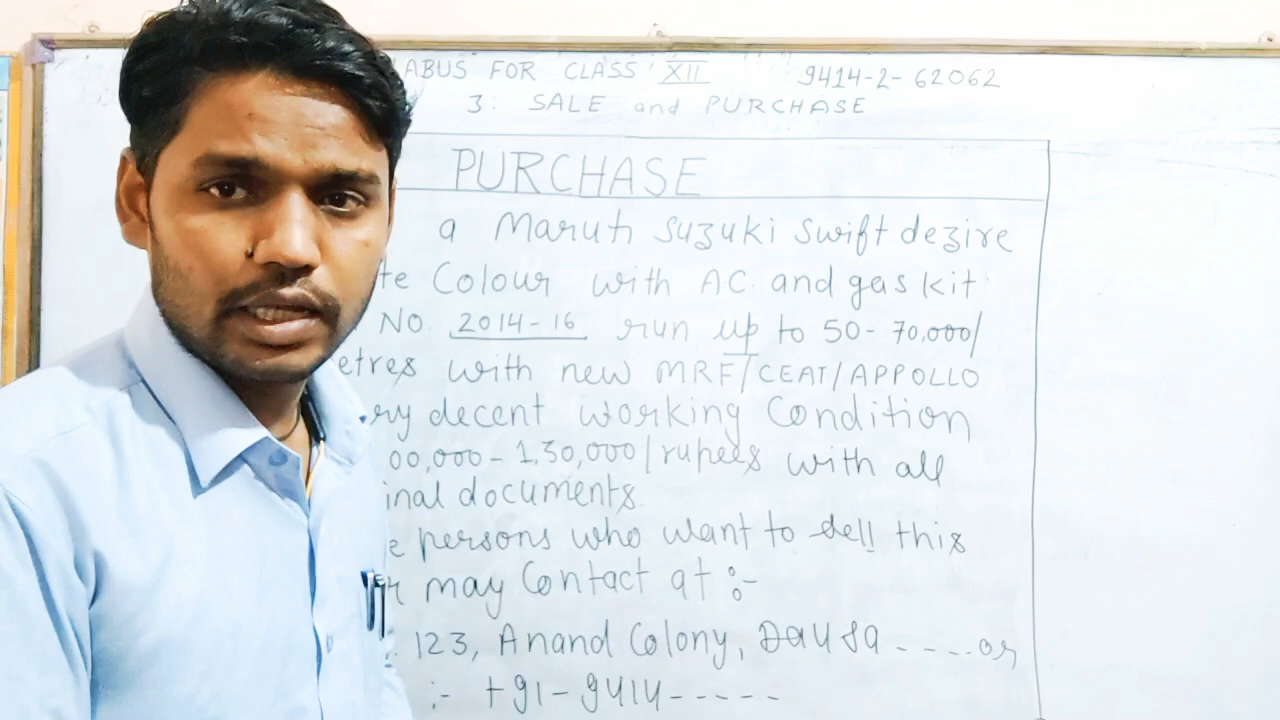 ABUS FOR CLASS XII 9414-2-62062
3: SALE and PURCHASE
PURCHASE
a Maruti Suzuki Swift dezire
te Colour with AC and gas kit
No 2014-16 run up to 50-70,000/
etres with new MRF/CEAT/APPOLLO
ry decent working Condition
00,000-1,30,000/rupees with all
inal documents.
e persons who want to sell this
r may Contact at :-
123, Anand Colony, Dausa ----or
:- +91-9414-----